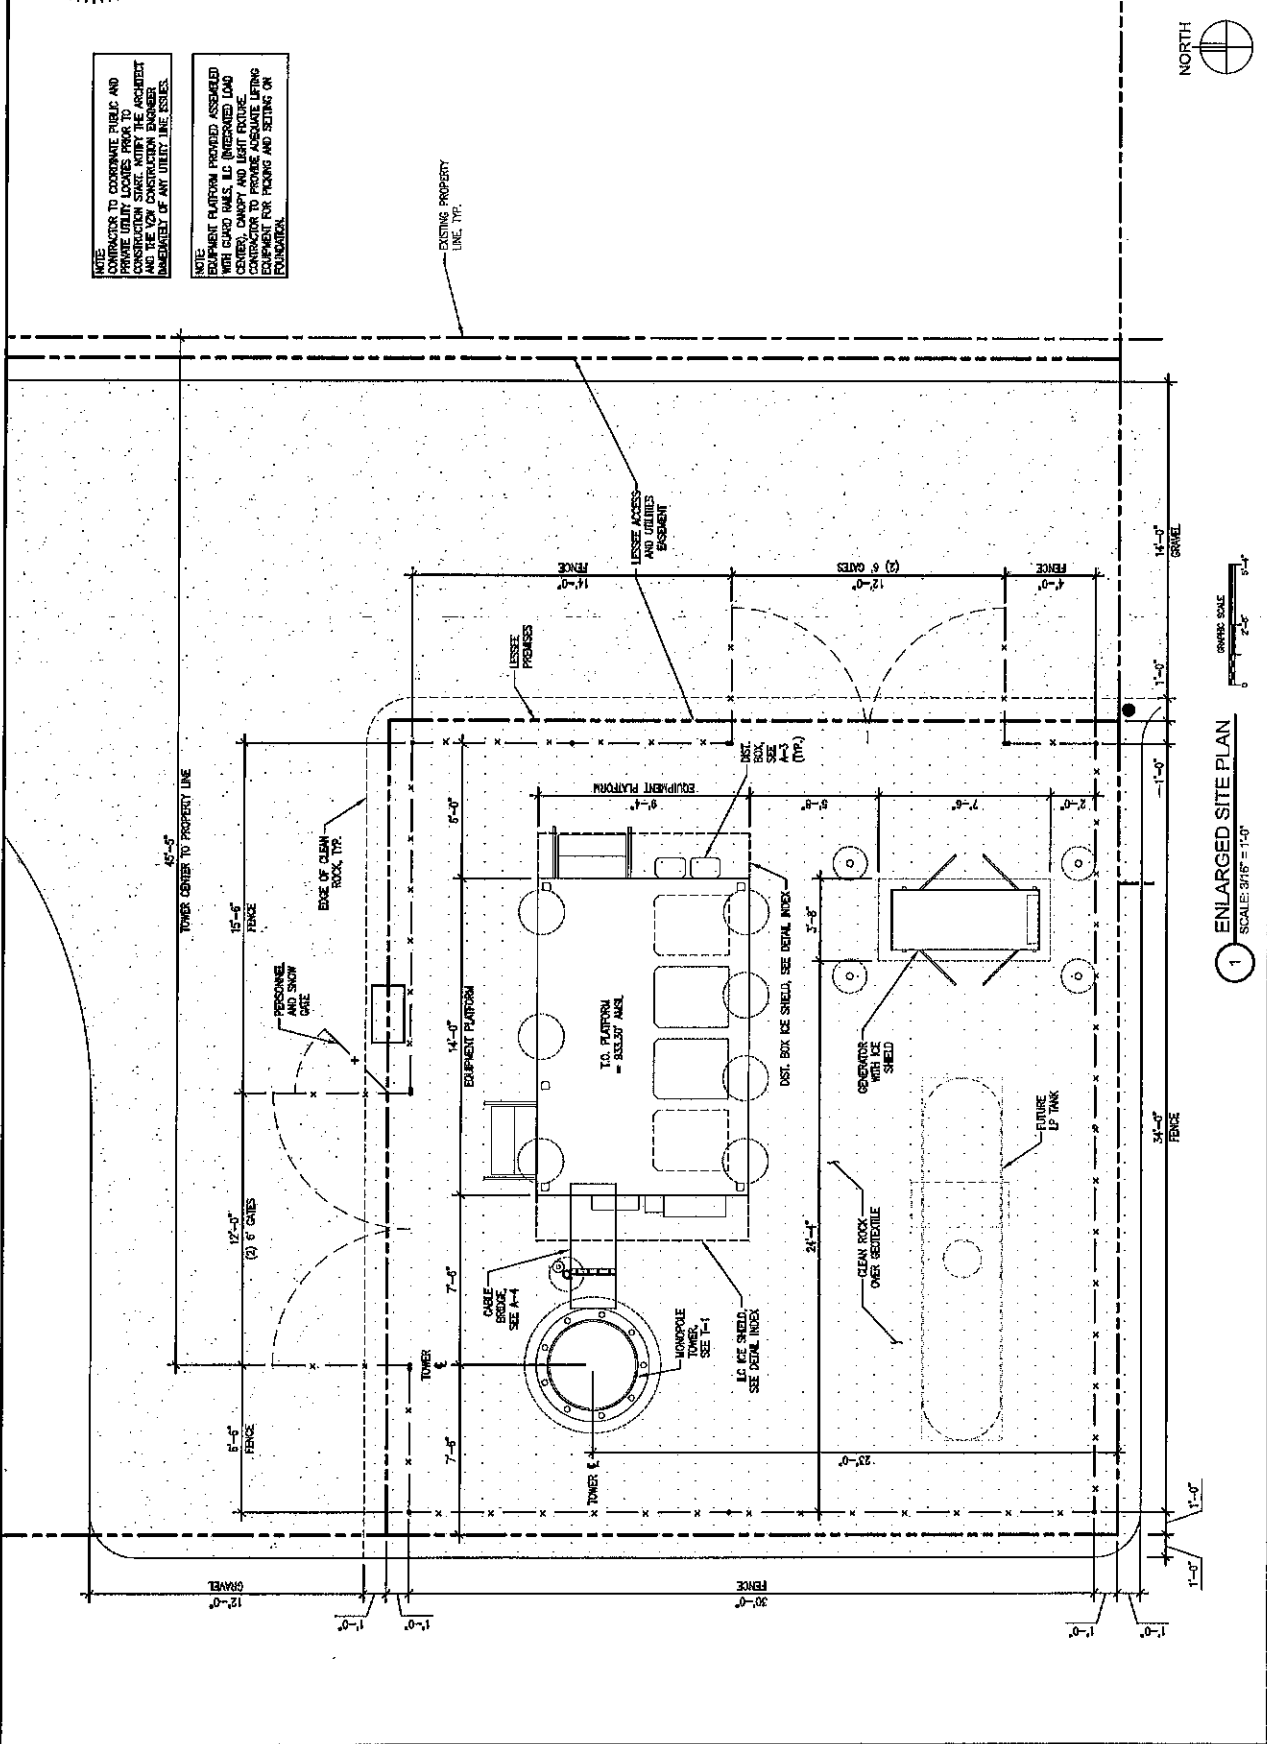 NOTE:
CONTRACTOR TO COORDINATE PUBLIC AND
PRIVATE UTILITY LOCATES PRIOR TO
CONSTRUCTION START. NOTIFY THE ARCHITECT
AND THE VZW CONSTRUCTION ENGINEER
IMMEDIATELY OF ANY UTILITY LINE ISSUES.
NOTE:
EQUIPMENT PLATFORM PROVIDED ASSEMBLED
WITH GUARD RAILS, ILC (INTEGRATED LOAD
CENTER), CANOPY AND LIGHT FIXTURE.
CONTRACTOR TO PROVIDE ADEQUATE LIFTING
EQUIPMENT FOR PICKING AND SETTING ON
FOUNDATION.
EXISTING PROPERTY
LINE, TYP.
NORTH
TOWER CENTER TO PROPERTY LINE
6'-6"
FENCE
12'-0"
(2) 6' GATES
15'-6"
FENCE
PERSONNEL
AND SNOW
GATE
EDGE OF CLEAN
ROCK, TYP.
LESSEE
PREMISES
LESSEE ACCESS
AND UTILITIES
EASEMENT
14'-0"
FENCE
12'-0"
(2) 6' GATES
4'-0"
FENCE
TOWER
℄
7'-6"
7'-6"
14'-0"
EQUIPMENT PLATFORM
6'-0"
CABLE
BRIDGE,
SEE A-4
T.O. PLATFORM
= 933.30' AMSL
9'-4"
EQUIPMENT PLATFORM
5'-8"
7'-6"
2'-0"
DIST.
BOX,
SEE
A-3
(TYP.)
TOWER ℄
MONOPOLE
TOWER,
SEE T-1
ILC ICE SHIELD,
SEE DETAIL INDEX
DIST. BOX ICE SHIELD, SEE DETAIL INDEX
24'-4"
3'-8"
CLEAN ROCK
OVER GEOTEXTILE
GENERATOR
WITH ICE
SHIELD
FUTURE
LP TANK
23'-0"
12'-0"
GRAVEL
1'-0"
1'-0"
30'-0"
FENCE
1'-0"
1'-0"
1'-0"
1'-0"
34'-0"
FENCE
1'-0"
1'-0"
14'-0"
GRAVEL
1
ENLARGED SITE PLAN
SCALE: 3/16" = 1'-0"
GRAPHIC SCALE
0
5'-4"